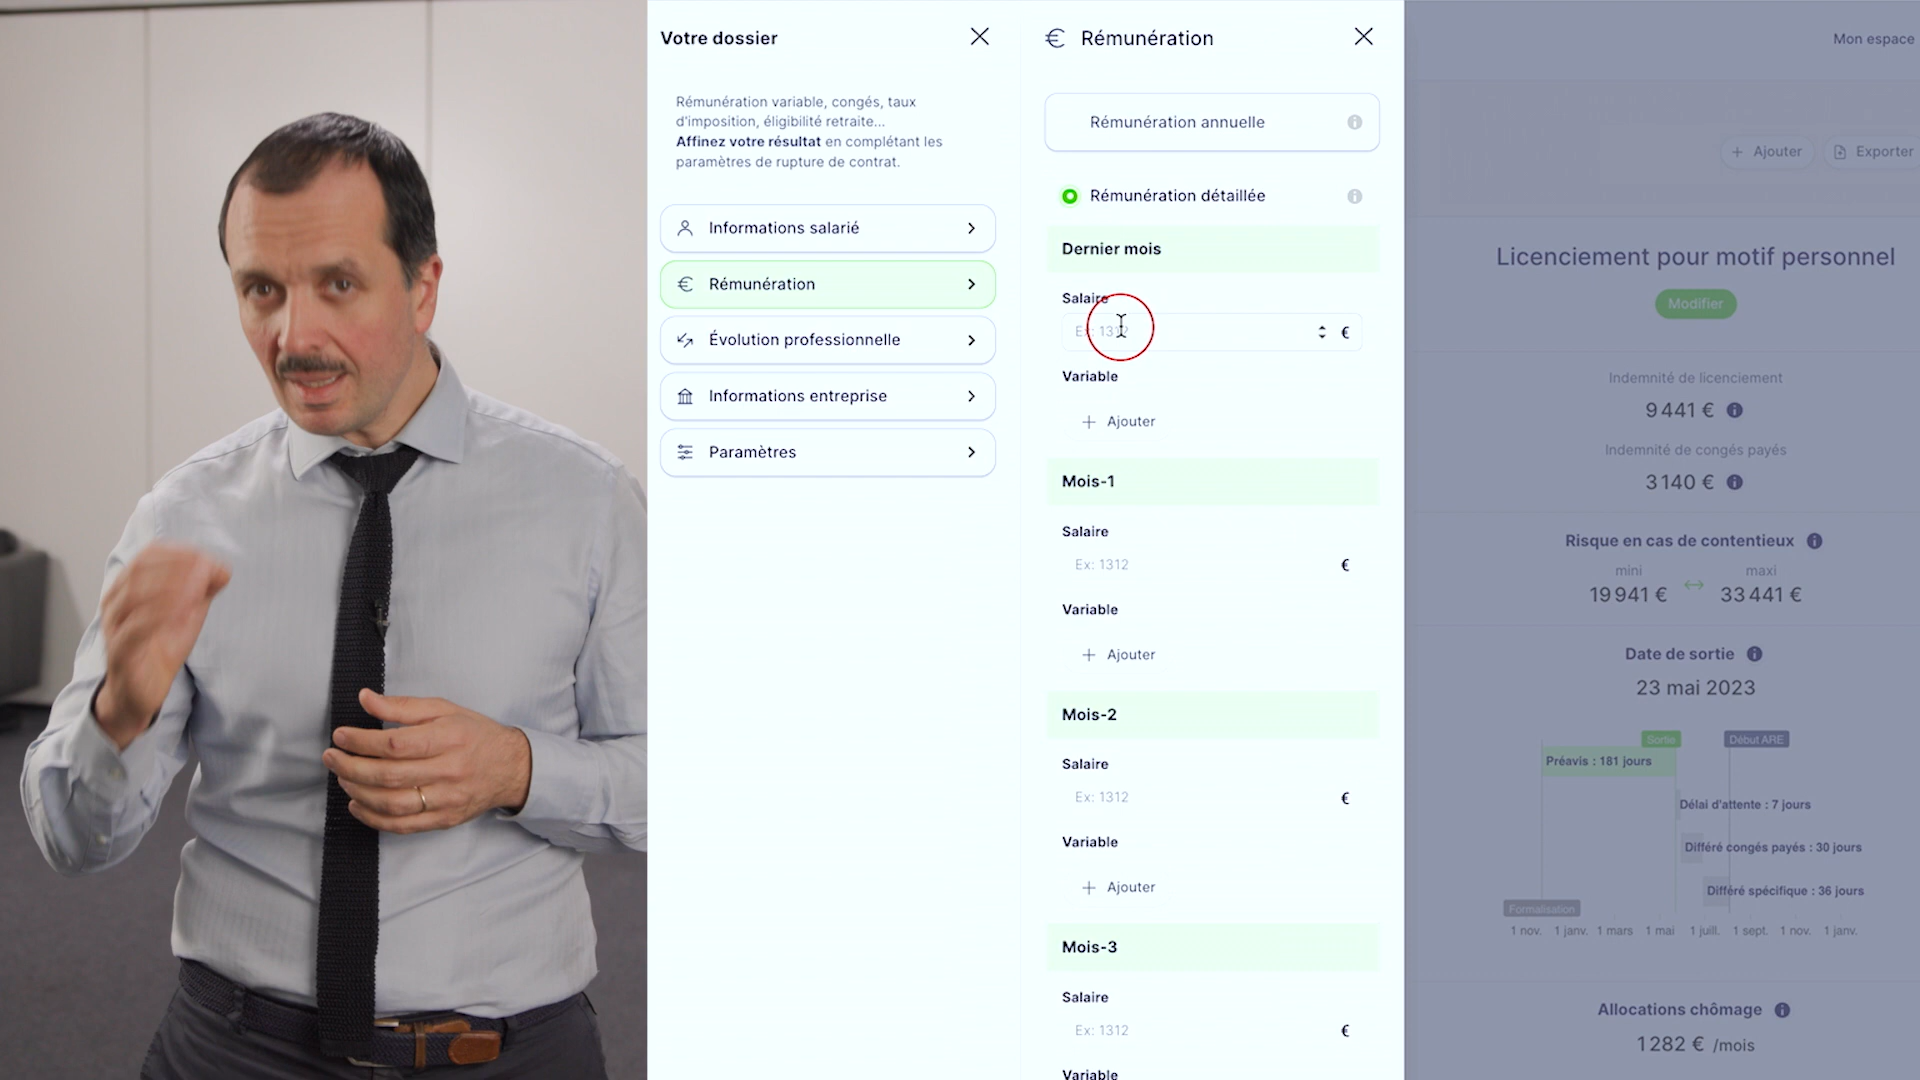 Votre dossier
Rémunération variable, congés, taux
d'imposition, éligibilité retraite...
Affinez votre résultat en complétant les
paramètres de rupture de contrat.
Informations salarié
Rémunération
Évolution professionnelle
Informations entreprise
Paramètres
€ Rémunération
Rémunération annuelle
Rémunération détaillée
Dernier mois
Salaire
Ex: 1312 €
Variable
+ Ajouter
Mois-1
Salaire
Ex: 1312 €
Variable
+ Ajouter
Mois-2
Salaire
Ex: 1312 €
Variable
+ Ajouter
Mois-3
Salaire
Ex: 1312 €
Variable
Mon espace
+ Ajouter
Exporter
Licenciement pour motif personnel
Modifier
Indemnité de licenciement
9 441 €
Indemnité de congés payés
3 140 €
Risque en cas de contentieux
mini maxi
19 941 € 33 441 €
Date de sortie
23 mai 2023
Sortie Début ARE
Préavis : 181 jours
Délai d'attente : 7 jours
Différé congés payés : 30 jours
Différé spécifique : 36 jours
Formalisation
1 nov. 1 janv. 1 mars 1 mai 1 juill. 1 sept. 1 nov. 1 janv.
Allocations chômage
1 282 € /mois